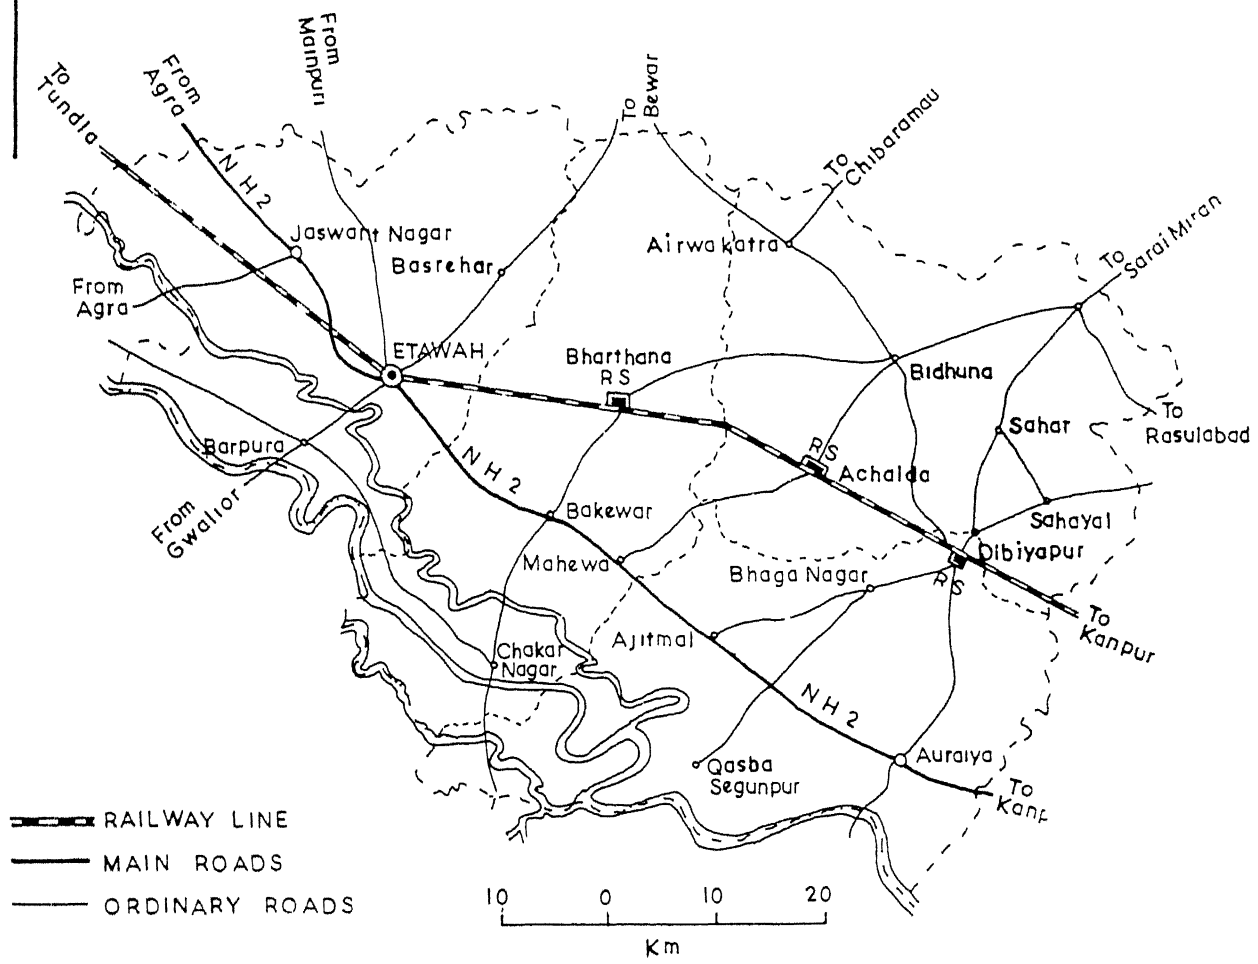 To
Tundla
From
Agra
From
Mainpuri
To
Bewar
To
Chibaramau
To
Sarai Miran
N H 2
Jaswant Nagar
Basrehar
Airwakatra
From
Agra
ETAWAH
Bharthana
R S
Bidhuna
To
Rasulabad
Sahar
Barpura
N H 2
R S
Achalda
From
Gwalior
Bakewar
Sahayal
Mahewa
Dibiyapur
Bhaga Nagar
R S
Ajitmal
To
Kanpur
Chakar
Nagar
N H 2
Auraiya
Qasba
Segunpur
To
Kanp
RAILWAY LINE
MAIN ROADS
ORDINARY ROADS
10 0 10 20
Km